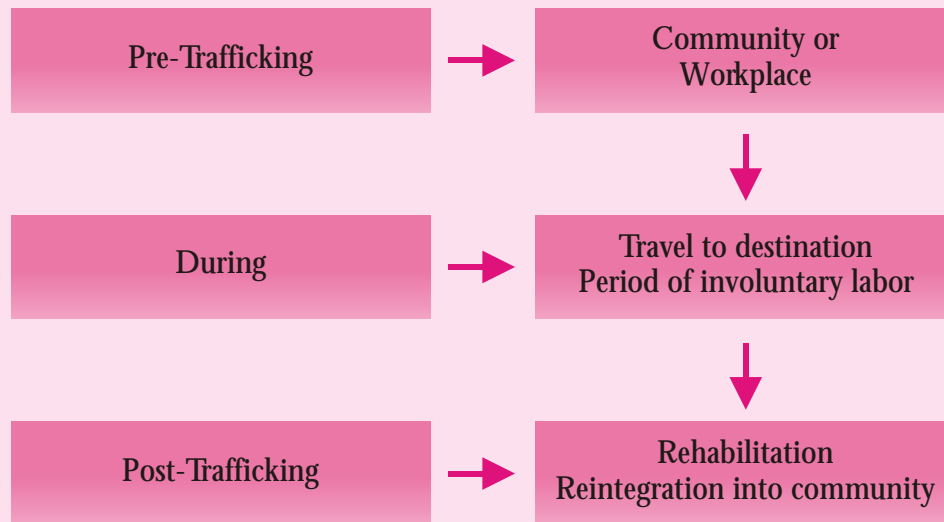 Pre-Trafficking
Community or
Workplace
During
Travel to destination
Period of involuntary labor
Post-Trafficking
Rehabilitation
Reintegration into community